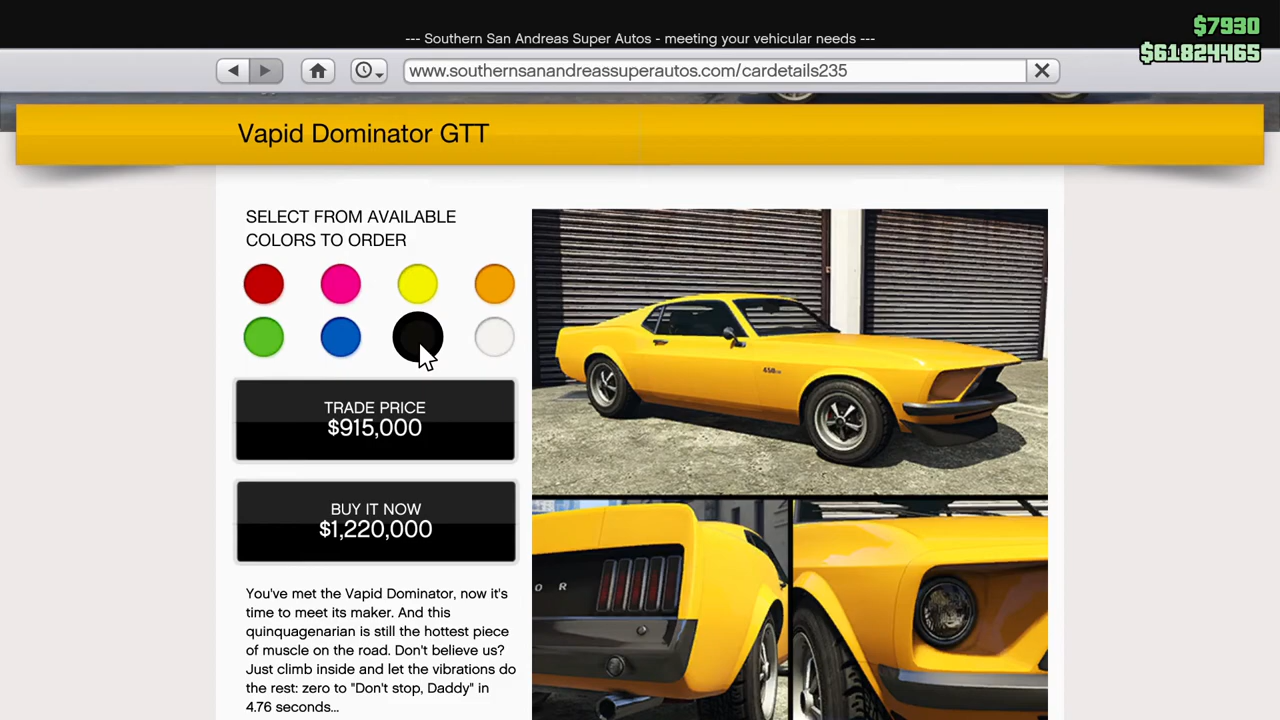 --- Southern San Andreas Super Autos - meeting your vehicular needs ---
$7930
$61824465
www.southernsanandreassuperautos.com/cardetails235
Vapid Dominator GTT
SELECT FROM AVAILABLE
COLORS TO ORDER
TRADE PRICE
$915,000
BUY IT NOW
$1,220,000
You've met the Vapid Dominator, now it's
time to meet its maker. And this
quinquagenarian is still the hottest piece
of muscle on the road. Don't believe us?
Just climb inside and let the vibrations do
the rest: zero to "Don't stop, Daddy" in
4.76 seconds...
O R